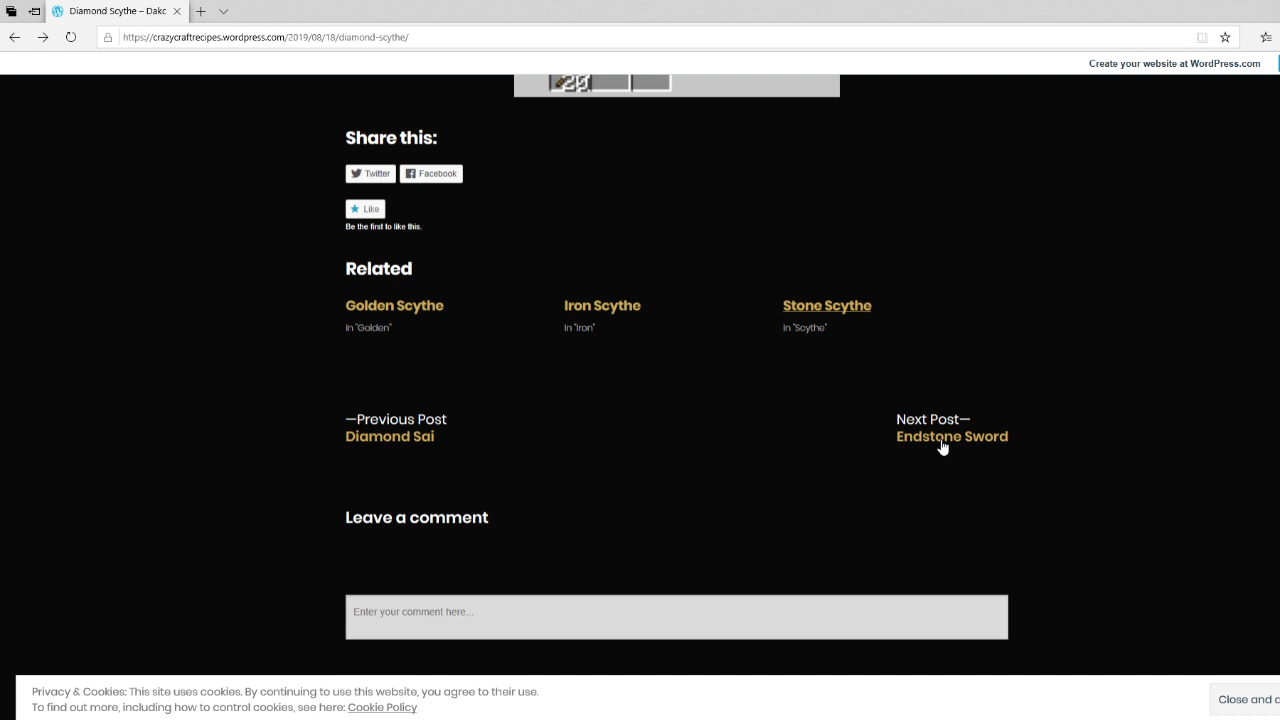 Diamond Scythe – Dako
https://crazycraftrecipes.wordpress.com/2019/08/18/diamond-scythe/
Create your website at WordPress.com
20
Share this:
Twitter Facebook
Like
Be the first to like this.
Related
Golden Scythe Iron Scythe Stone Scythe
In "Golden" In "Iron" In "Scythe"
—Previous Post Next Post—
Diamond Sai Endstone Sword
Leave a comment
Enter your comment here...
Privacy & Cookies: This site uses cookies. By continuing to use this website, you agree to their use.
To find out more, including how to control cookies, see here: Cookie Policy
Close and a